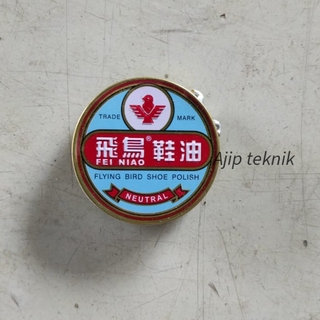 TRADE MARK
飛鳥®鞋油
FEI NIAO
FLYING BIRD SHOE POLISH
NEUTRAL
Ajip teknik